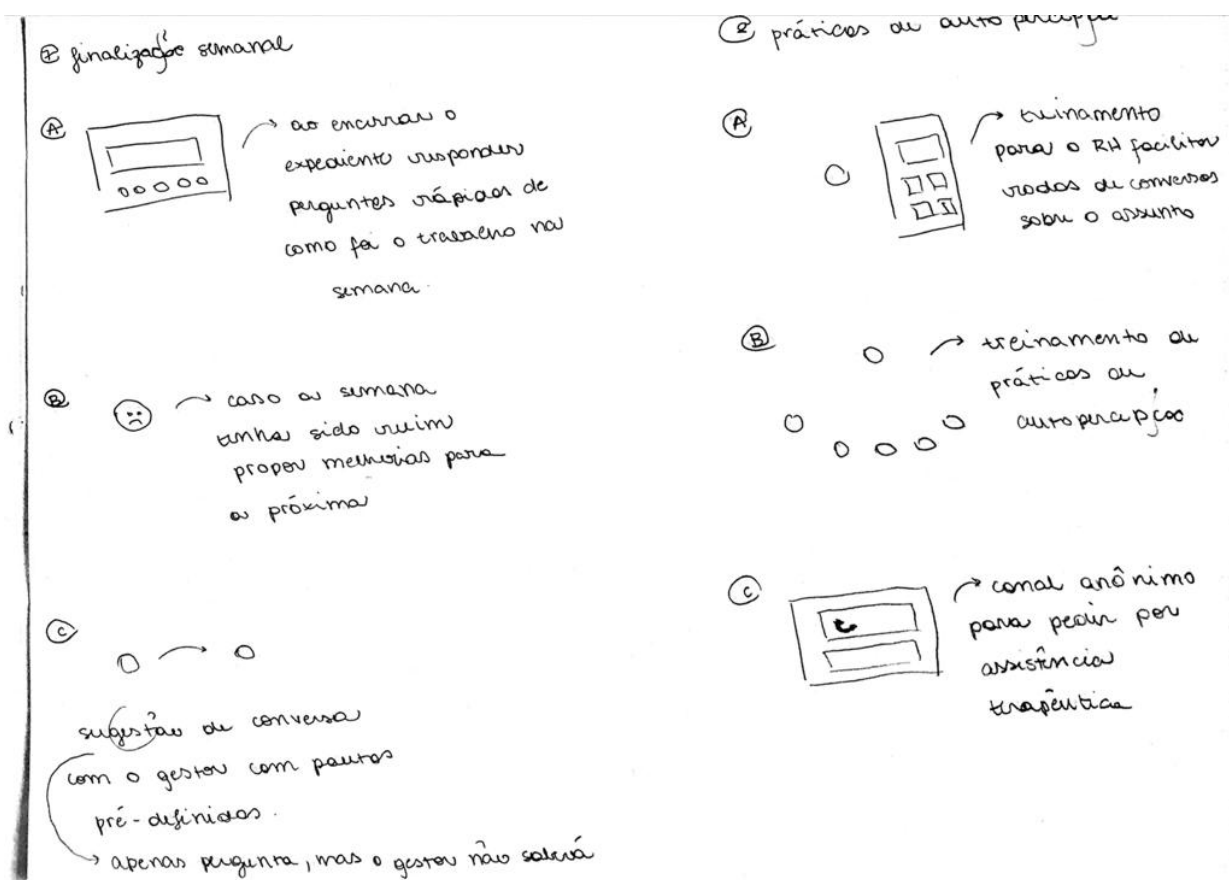 ⑦ finalização semanal
Ⓐ
ao encerrar o
expediente responder
perguntas rápidas de
como foi o trabalho na
semana.
Ⓑ
caso a semana
tenha sido ruim
propor melhorias para
a próxima
Ⓒ
sugestão de conversa
com o gestor com pautas
pré-definidas.
apenas pergunta, mas o gestor não saberá
⑧ práticas de auto percepção
Ⓐ
treinamento
para o RH facilitar
rodas de conversas
sobre o assunto
Ⓑ
treinamento de
práticas de
autopercepção
Ⓒ
canal anônimo
para pedir por
assistência
terapêutica